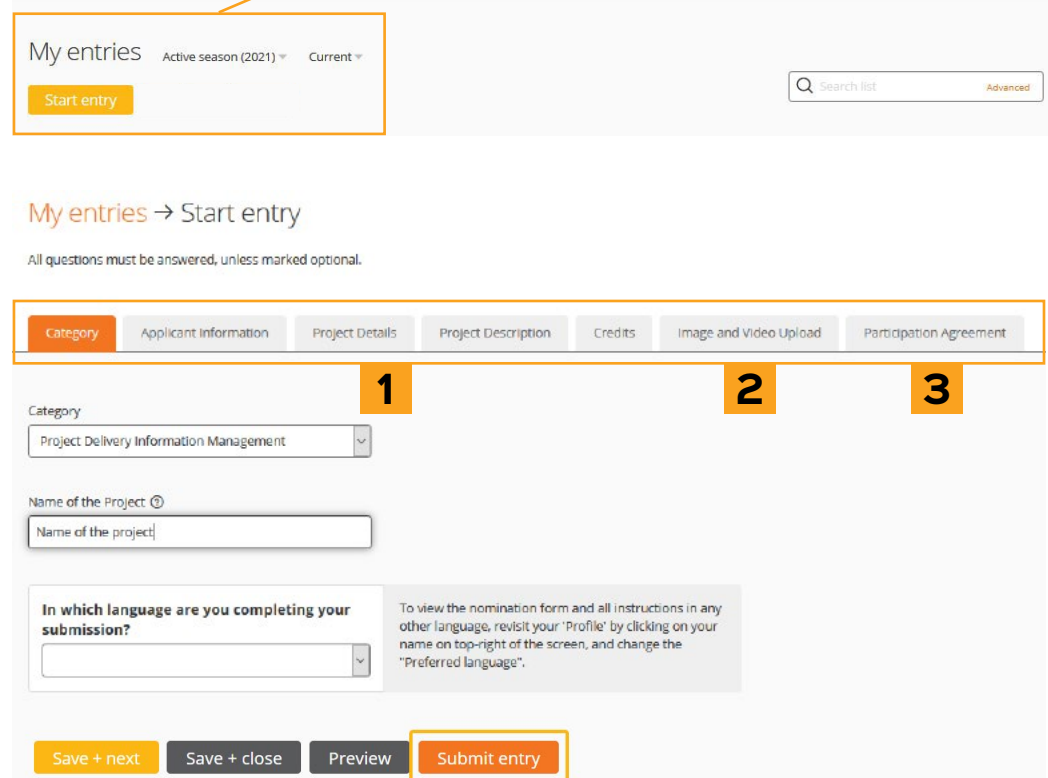 My entries Active season (2021) Current
Start entry
Search list Advanced
My entries → Start entry
All questions must be answered, unless marked optional.
Category Applicant Information Project Details Project Description Credits Image and Video Upload Participation Agreement
1 2 3
Category
Project Delivery Information Management
Name of the Project ?
Name of the project
In which language are you completing your
submission?
To view the nomination form and all instructions in any
other language, revisit your 'Profile' by clicking on your
name on top-right of the screen, and change the
"Preferred language".
Save + next Save + close Preview Submit entry